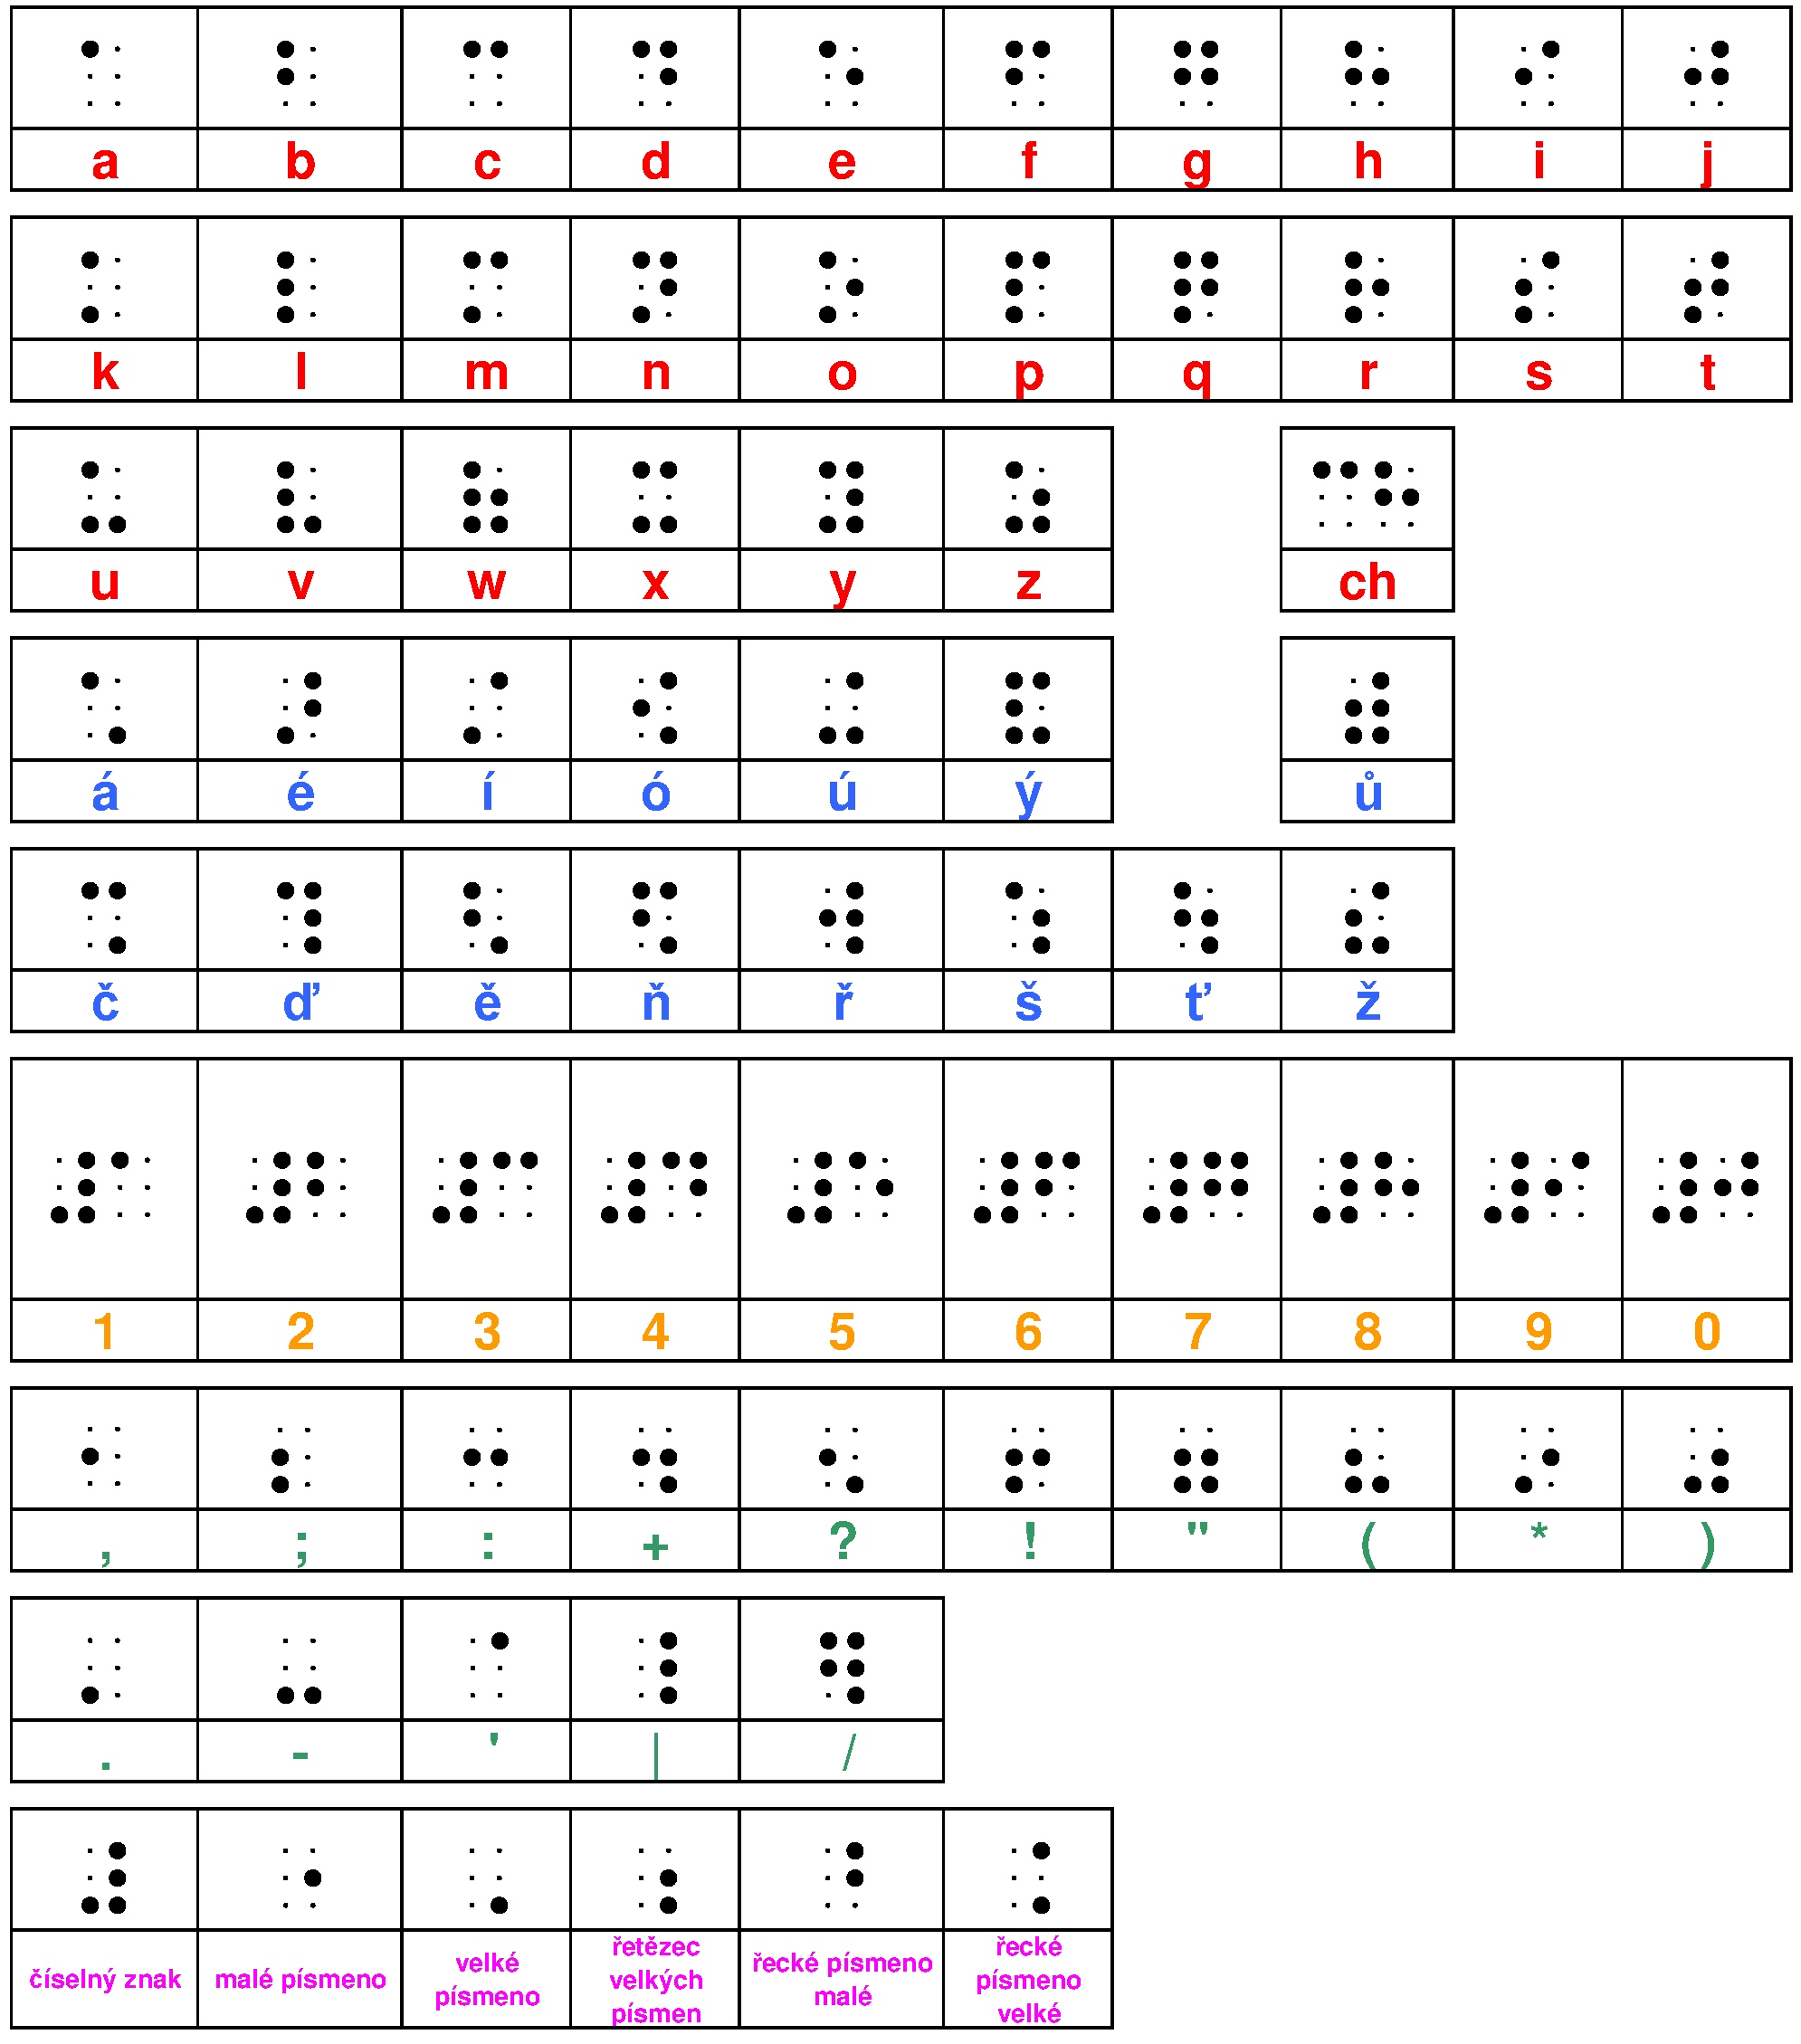 a b c d e f g h i j
k l m n o p q r s t
u v w x y z ch
á é í ó ú ý ů
č ď ě ň ř š ť ž
1 2 3 4 5 6 7 8 9 0
, ; : + ? ! " ( * )
. - ' | /
číselný znak malé písmeno velké písmeno řetězec velkých písmen řecké písmeno malé řecké písmeno velké